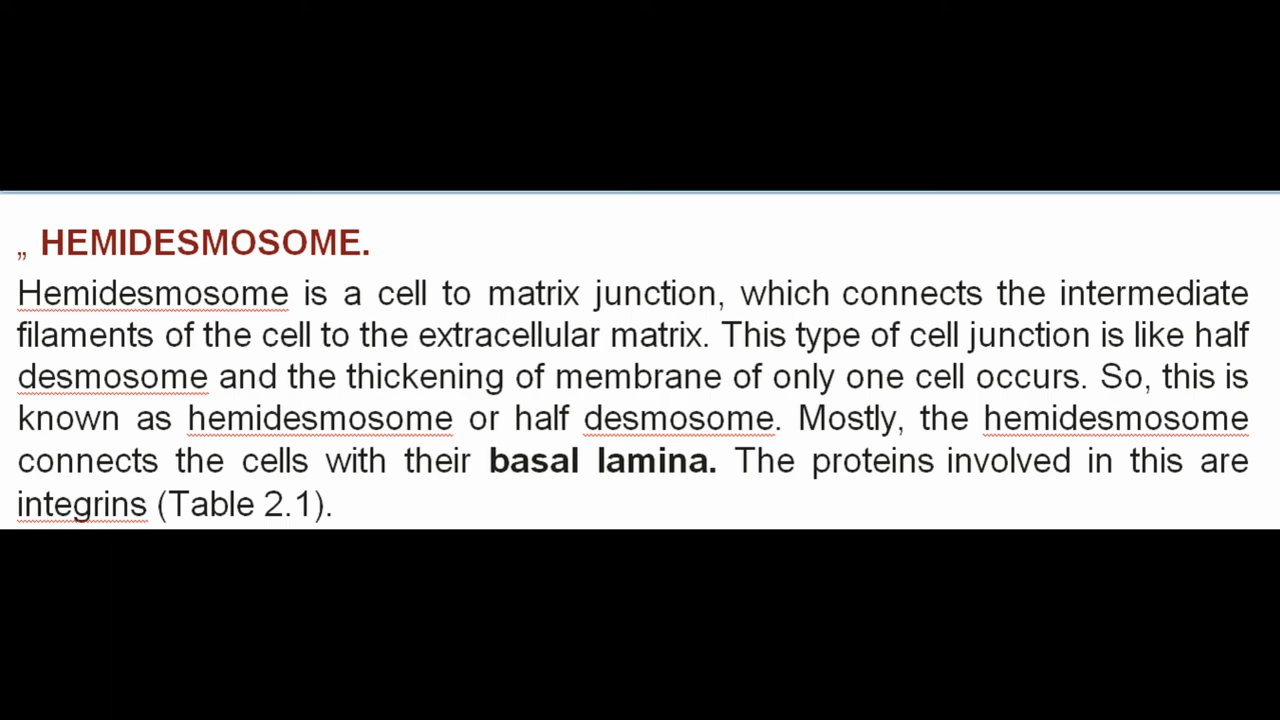 „ HEMIDESMOSOME.
Hemidesmosome is a cell to matrix junction, which connects the intermediate
filaments of the cell to the extracellular matrix. This type of cell junction is like half
desmosome and the thickening of membrane of only one cell occurs. So, this is
known as hemidesmosome or half desmosome. Mostly, the hemidesmosome
connects the cells with their basal lamina. The proteins involved in this are
integrins (Table 2.1).